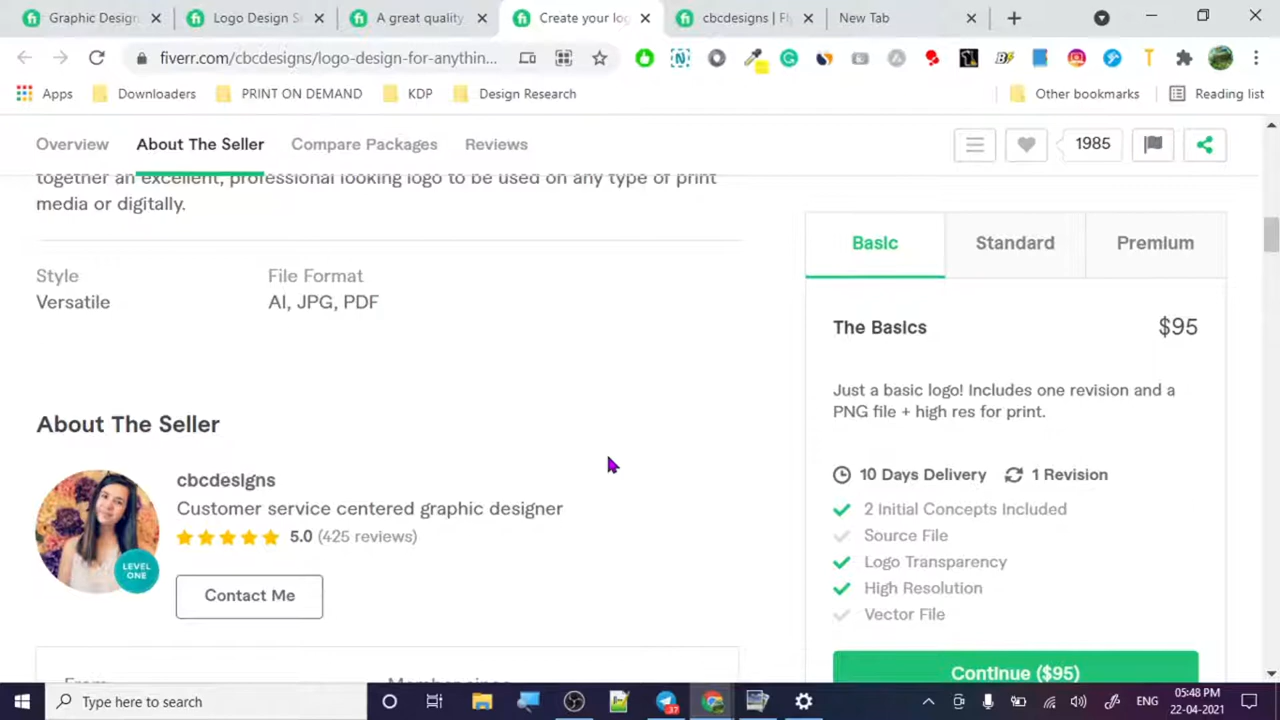 Graphic Design
Logo Design S
A great quality
Create your log
cbcdesigns | F
New Tab
fiverr.com/cbcdesigns/logo-design-for-anythin...
Apps
Downloaders
PRINT ON DEMAND
KDP
Design Research
Other bookmarks
Reading list
Overview
About The Seller
Compare Packages
Reviews
1985
together an excellent, professional looking logo to be used on any type of print
media or digitally.
Style
File Format
Versatile
AI, JPG, PDF
About The Seller
cbcdesigns
Customer service centered graphic designer
5.0 (425 reviews)
LEVEL
ONE
Contact Me
From
Member since
Basic
Standard
Premium
The Basics
$95
Just a basic logo! Includes one revision and a
PNG file + high res for print.
10 Days Delivery
1 Revision
2 Initial Concepts Included
Source File
Logo Transparency
High Resolution
Vector File
Continue ($95)
Type here to search
37
ENG
05:48 PM
22-04-2021